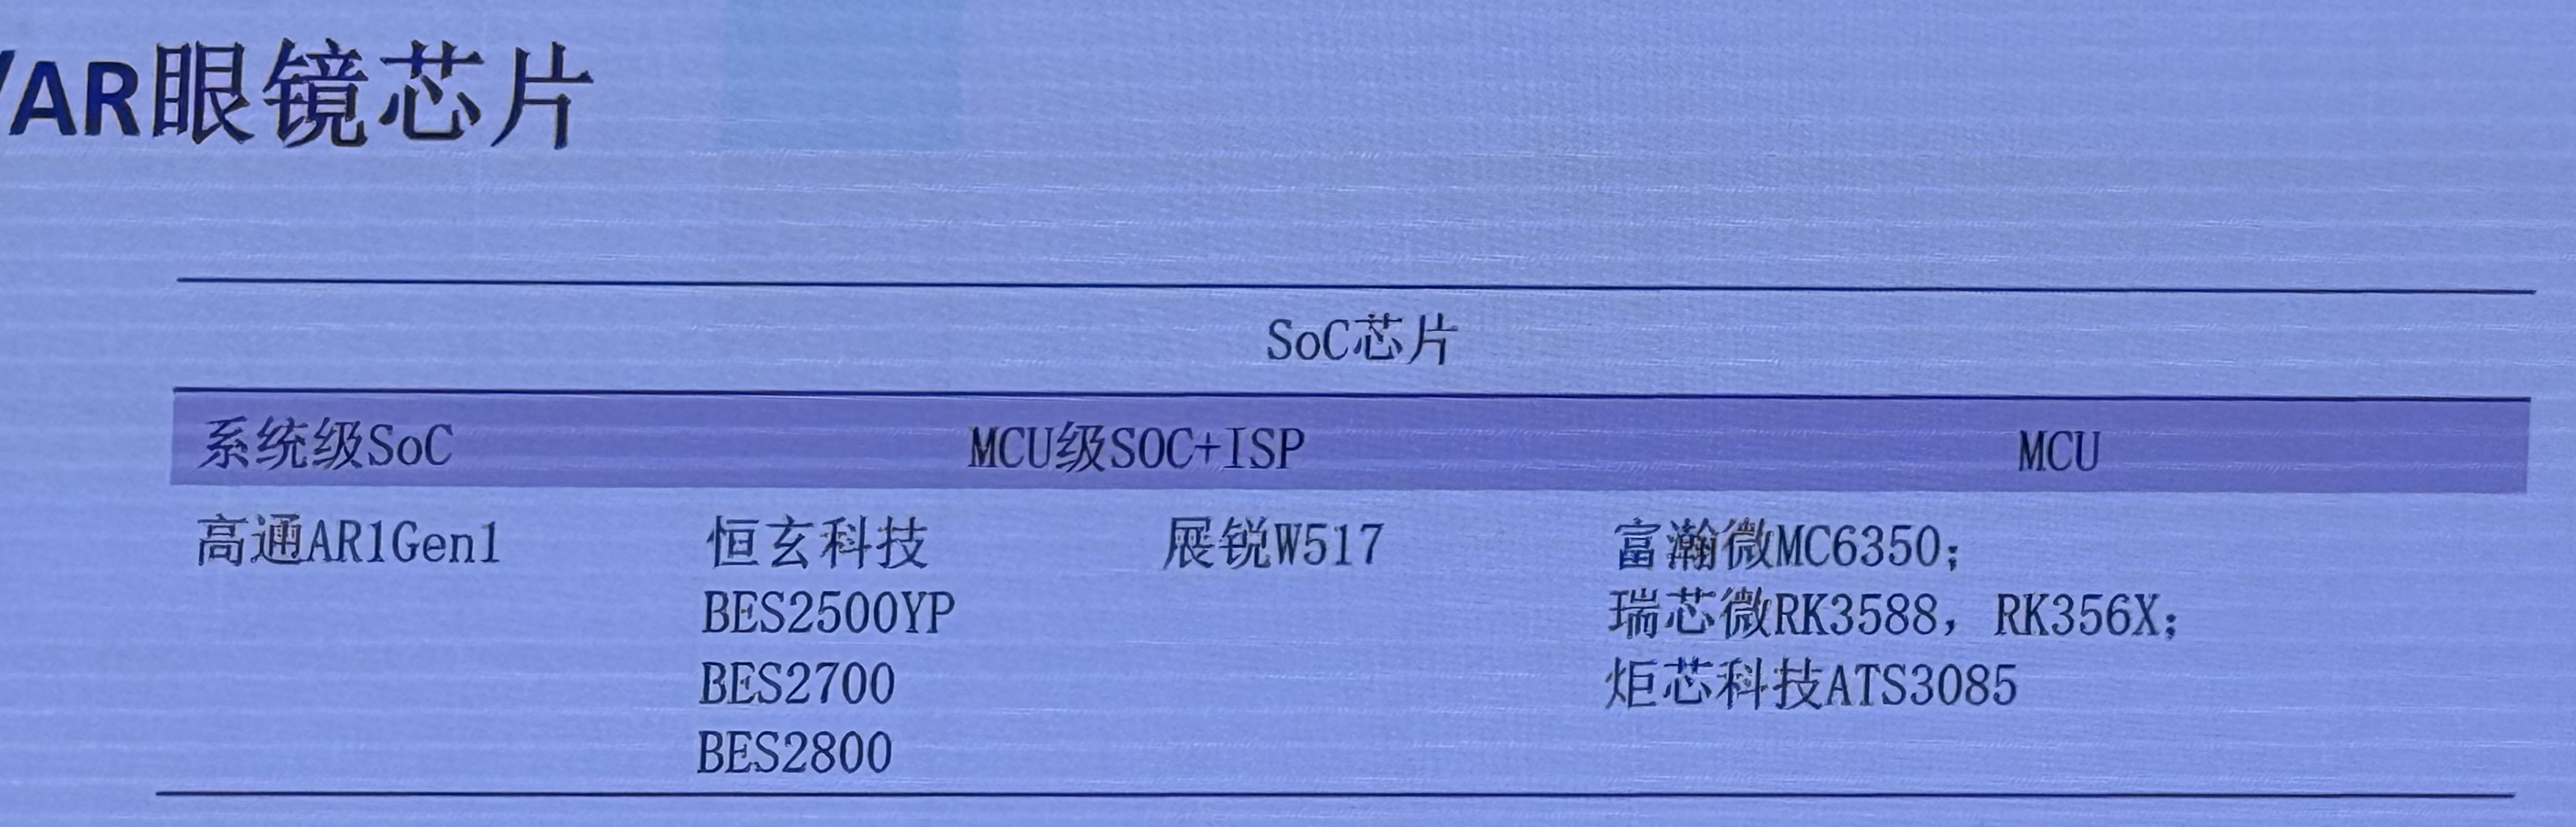 /AR眼镜芯片
SoC芯片
系统级SoC MCU级SOC+ISP MCU
高通AR1Gen1 恒玄科技 展锐W517 富瀚微MC6350;
BES2500YP 瑞芯微RK3588, RK356X;
BES2700 炬芯科技ATS3085
BES2800